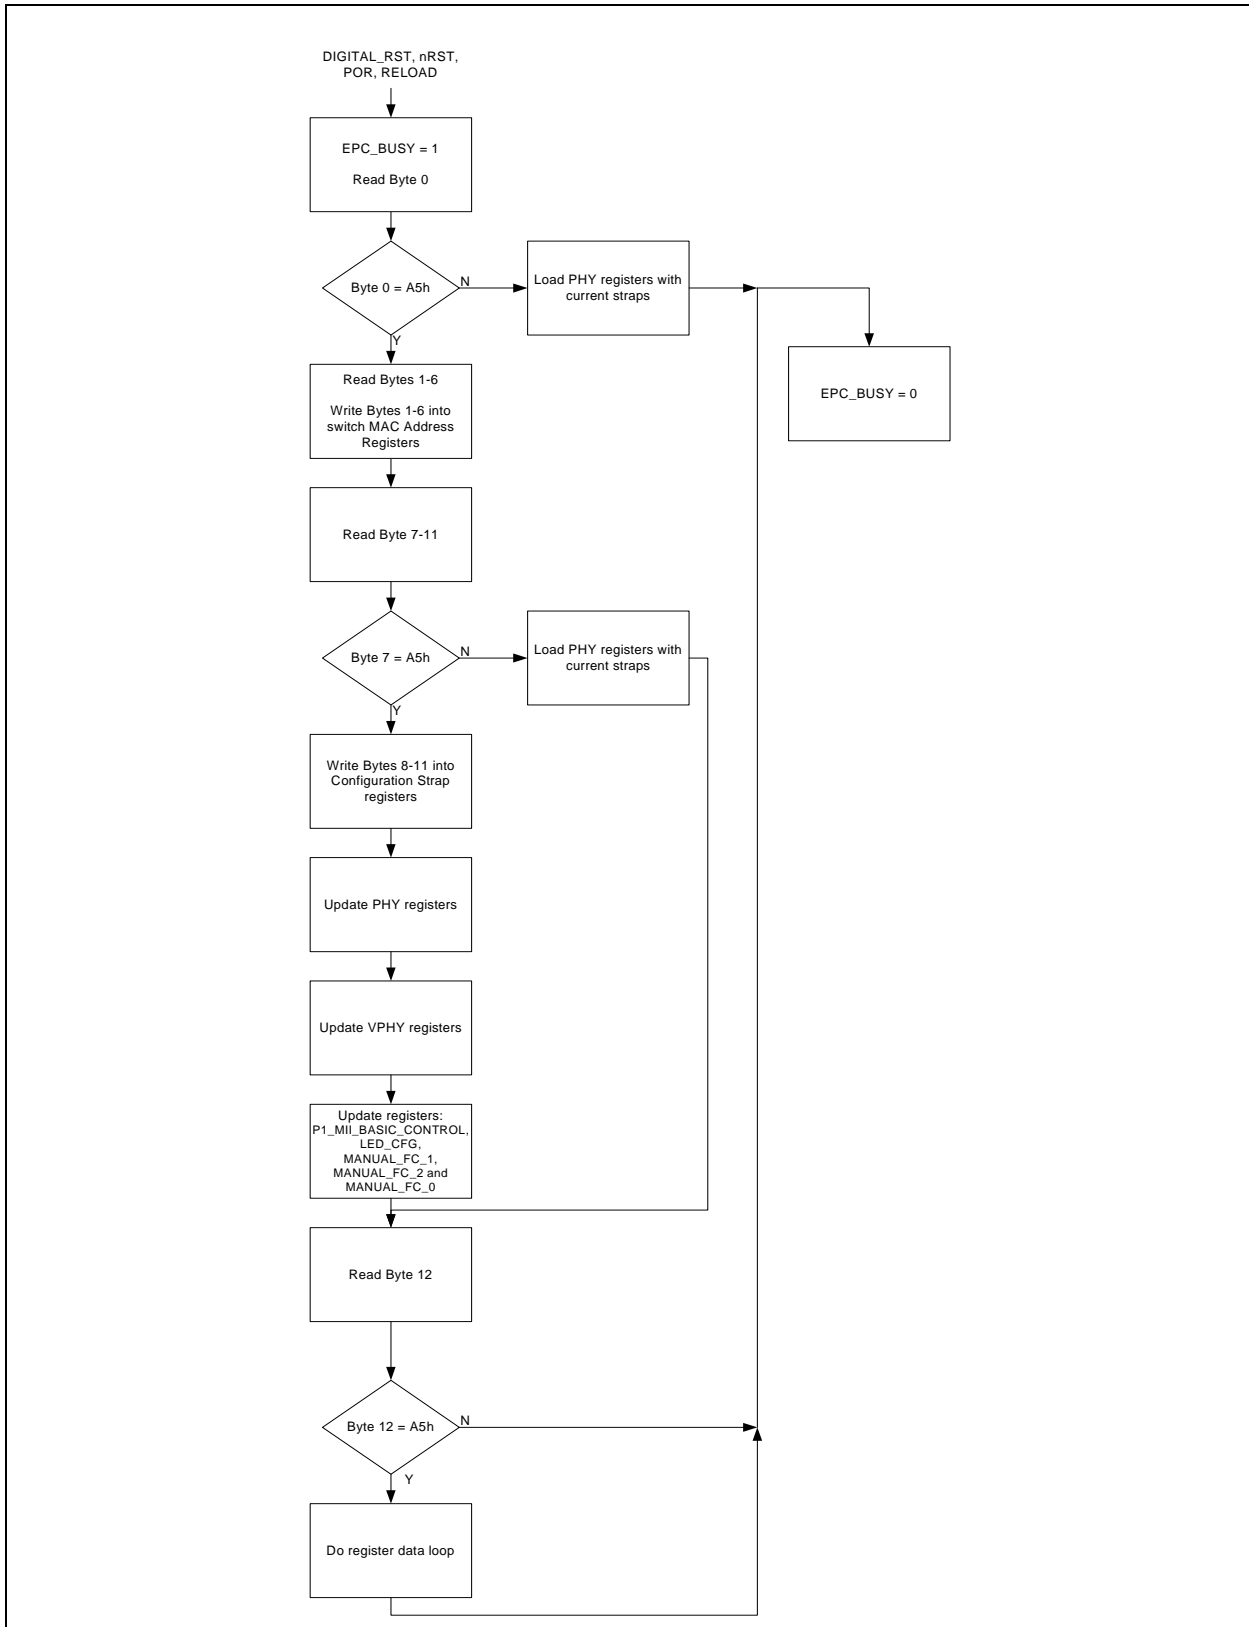 DIGITAL_RST, nRST,
POR, RELOAD
EPC_BUSY = 1
Read Byte 0
Byte 0 = A5h
N
Load PHY registers with
current straps
Y
EPC_BUSY = 0
Read Bytes 1-6
Write Bytes 1-6 into
switch MAC Address
Registers
Read Byte 7-11
Byte 7 = A5h
N
Load PHY registers with
current straps
Y
Write Bytes 8-11 into
Configuration Strap
registers
Update PHY registers
Update VPHY registers
Update registers:
P1_MII_BASIC_CONTROL,
LED_CFG,
MANUAL_FC_1,
MANUAL_FC_2 and
MANUAL_FC_0
Read Byte 12
Byte 12 = A5h
N
Y
Do register data loop